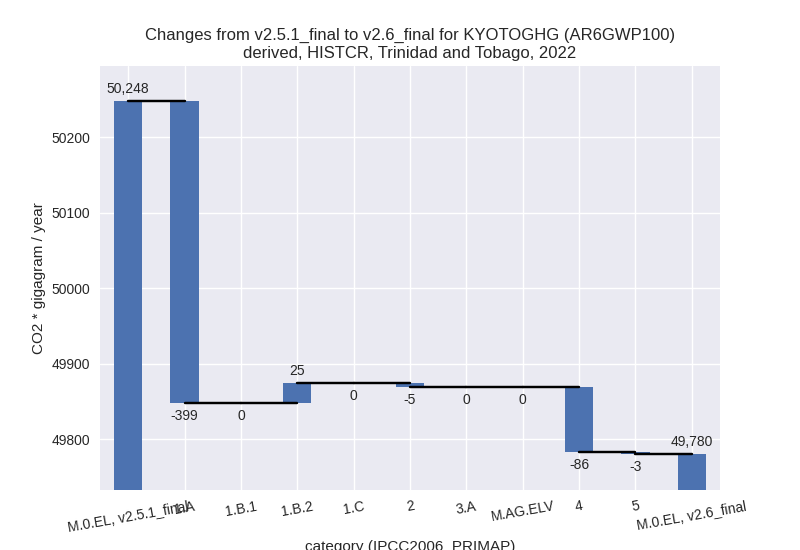 Changes from v2.5.1_final to v2.6_final for KYOTOGHG (AR6GWP100)
derived, HISTCR, Trinidad and Tobago, 2022
CO2 * gigagram / year
50200
50100
50000
49900
49800
50,248
-399
0
25
0
-5
0
0
-86
-3
49,780
M.0.EL, v2.5.1_final
1.A
1.B.1
1.B.2
1.C
2
3.A
M.AG.ELV
4
5
M.0.EL, v2.6_final
category (IPCC2006_PRIMAP)